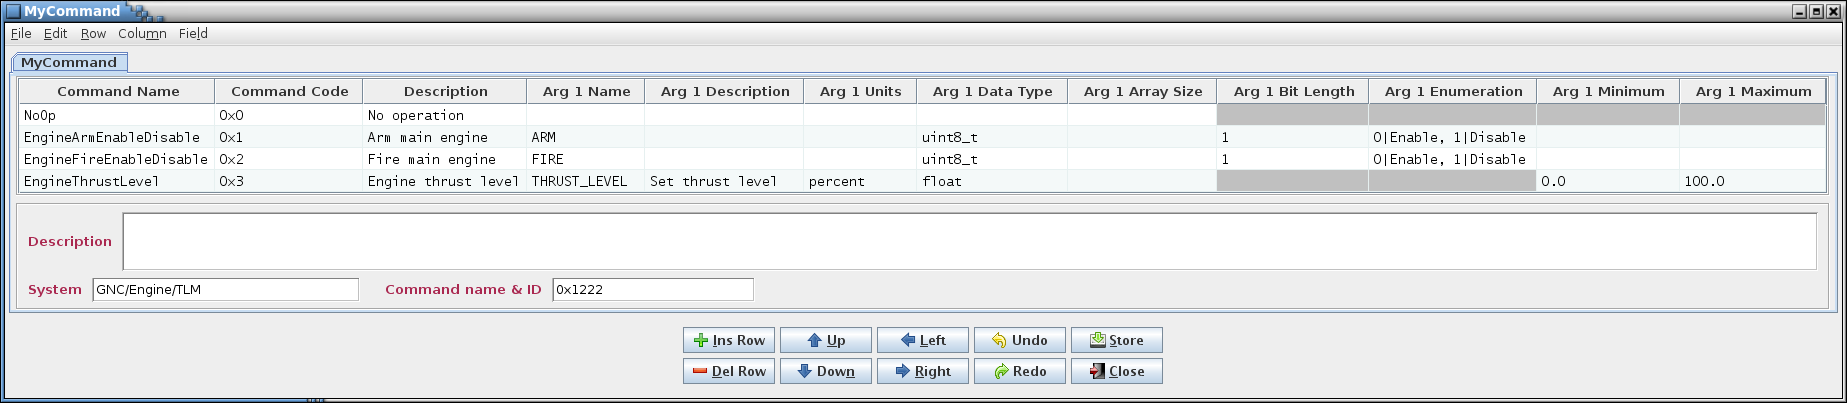 MyCommand
File Edit Row Column Field
MyCommand
Command Name Command Code Description Arg 1 Name Arg 1 Description Arg 1 Units Arg 1 Data Type Arg 1 Array Size Arg 1 Bit Length Arg 1 Enumeration Arg 1 Minimum Arg 1 Maximum
NoOp 0x0 No operation
EngineArmEnableDisable 0x1 Arm main engine ARM uint8_t 1 0|Enable, 1|Disable
EngineFireEnableDisable 0x2 Fire main engine FIRE uint8_t 1 0|Enable, 1|Disable
EngineThrustLevel 0x3 Engine thrust level THRUST_LEVEL Set thrust level percent float 0.0 100.0
Description
System GNC/Engine/TLM Command name & ID 0x1222
Ins Row Up Left Undo Store
Del Row Down Right Redo Close